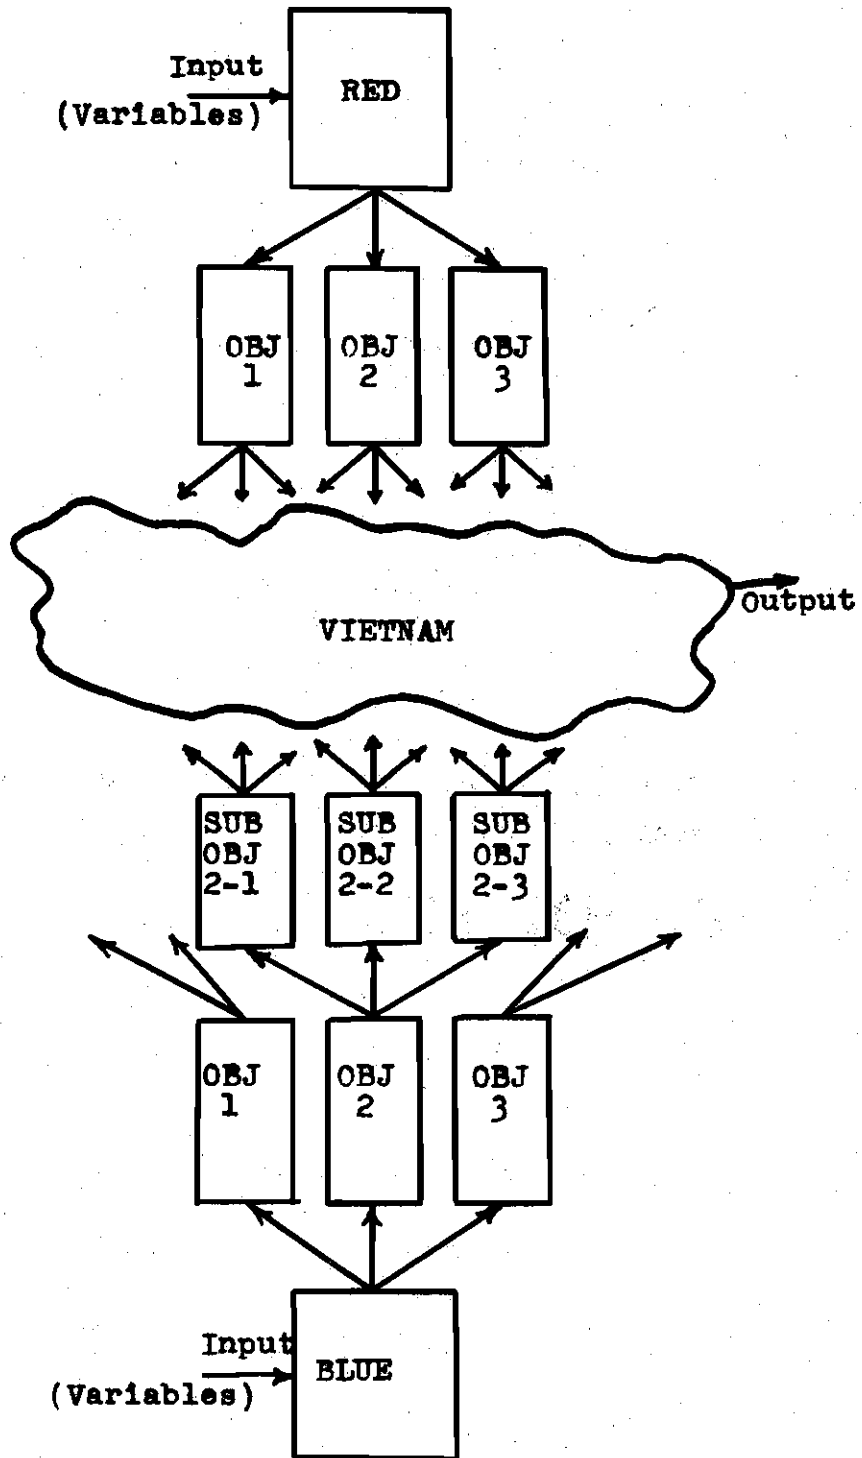 Input
(Variables)
RED
OBJ
1
OBJ
2
OBJ
3
VIETNAM
Output
SUB
OBJ
2-1
SUB
OBJ
2-2
SUB
OBJ
2-3
OBJ
1
OBJ
2
OBJ
3
Input
(Variables)
BLUE